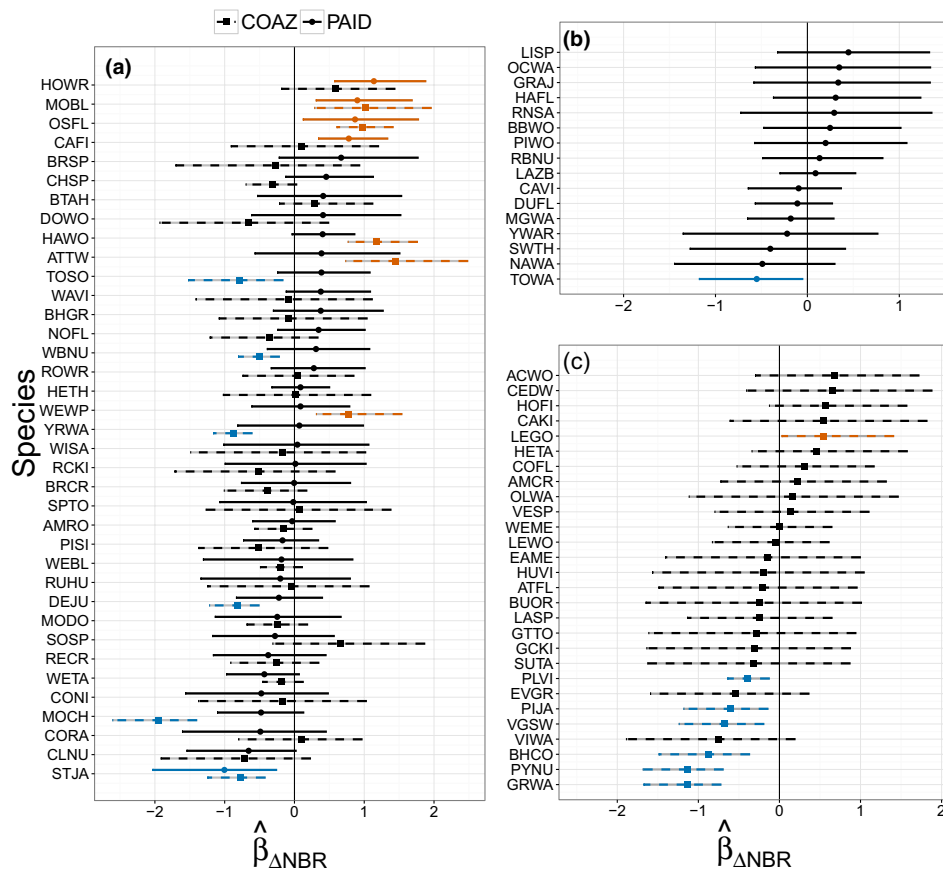 COAZ PAID
(a)
HOWR
MOBL
OSFL
CAFI
BRSP
CHSP
BTAH
DOWO
HAWO
ATTW
TOSO
WAVI
BHGR
NOFL
WBNU
ROWR
HETH
WEWP
YRWA
WISA
RCKI
BRCR
SPTO
AMRO
PISI
WEBL
RUHU
DEJU
MODO
SOSP
RECR
WETA
CONI
MOCH
CORA
CLNU
STJA
Species
−2 −1 0 1 2
β̂ΔNBR
(b)
LISP
OCWA
GRAJ
HAFL
RNSA
BBWO
PIWO
RBNU
LAZB
CAVI
DUFL
MGWA
YWAR
SWTH
NAWA
TOWA
−2 −1 0 1
(c)
ACWO
CEDW
HOFI
CAKI
LEGO
HETA
COFL
AMCR
OLWA
VESP
WEME
LEWO
EAME
HUVI
ATFL
BUOR
LASP
GTTO
GCKI
SUTA
PLVI
EVGR
PIJA
VGSW
VIWA
BHCO
PYNU
GRWA
−2 −1 0 1 2
β̂ΔNBR